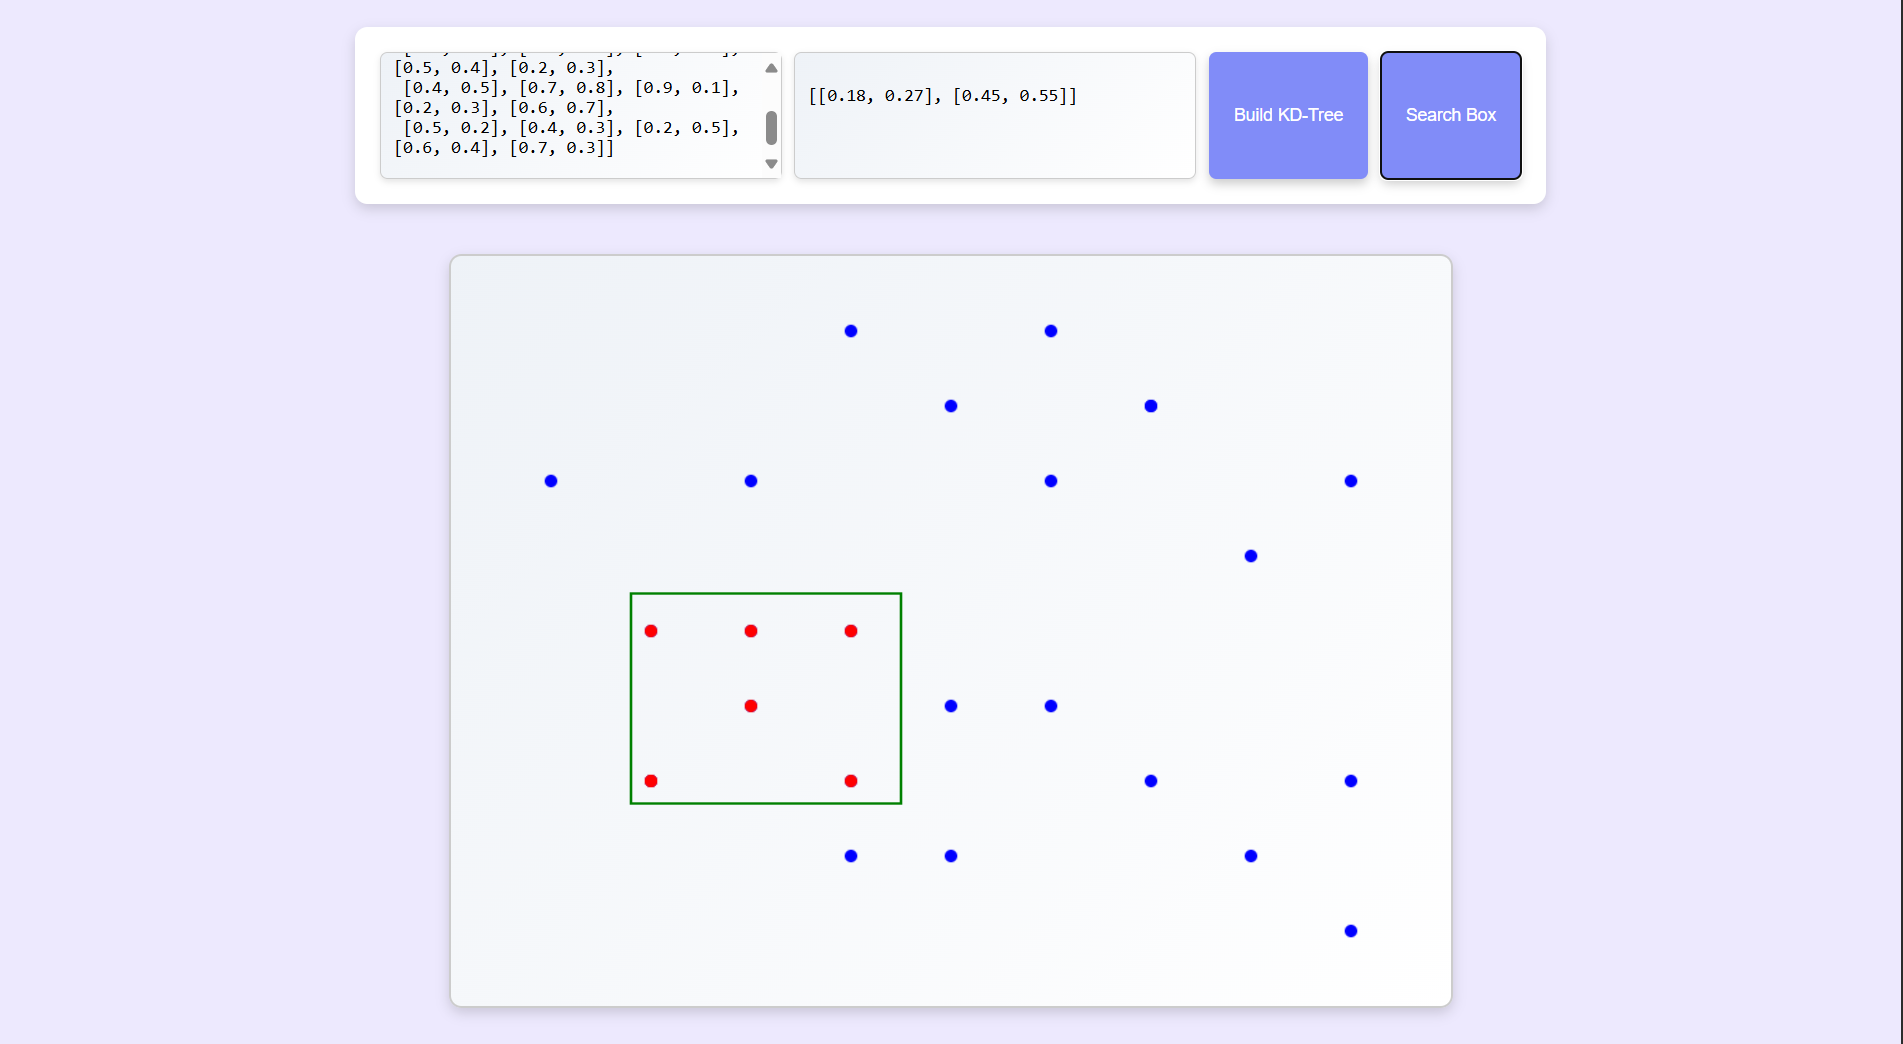 [0.5, 0.4], [0.2, 0.3],
[0.4, 0.5], [0.7, 0.8], [0.9, 0.1],
[0.2, 0.3], [0.6, 0.7],
[0.5, 0.2], [0.4, 0.3], [0.2, 0.5],
[0.6, 0.4], [0.7, 0.3]]
[[0.18, 0.27], [0.45, 0.55]]
Build KD-Tree
Search Box